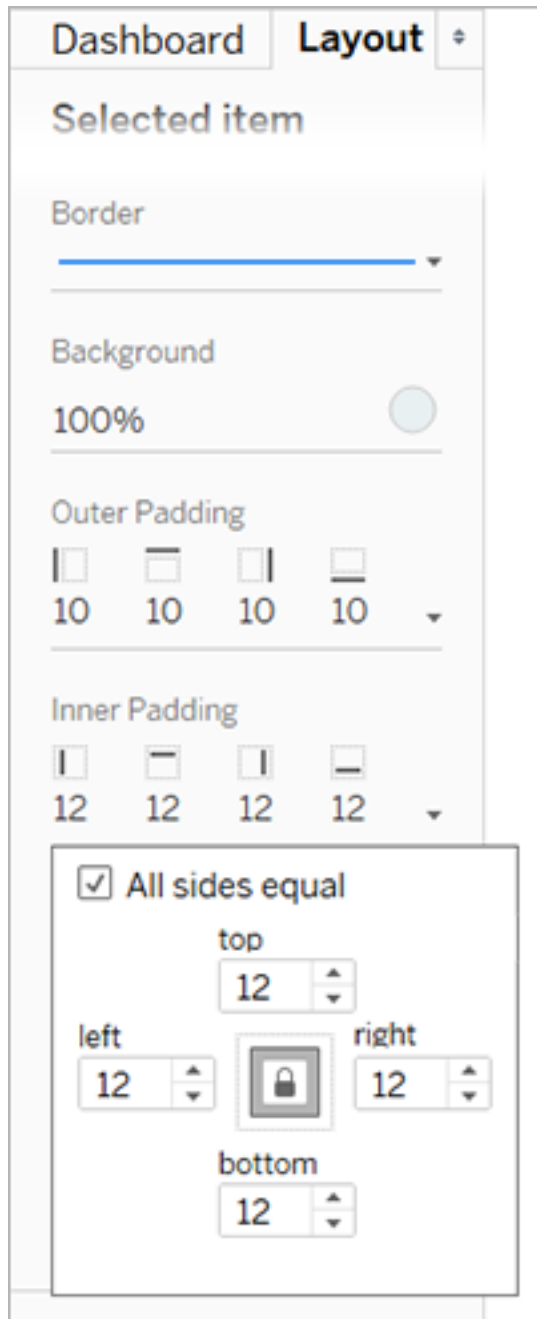 Dashboard Layout
Selected item
Border
Background
100%
Outer Padding
10 10 10 10
Inner Padding
12 12 12 12
All sides equal
top
12
left right
12 12
bottom
12